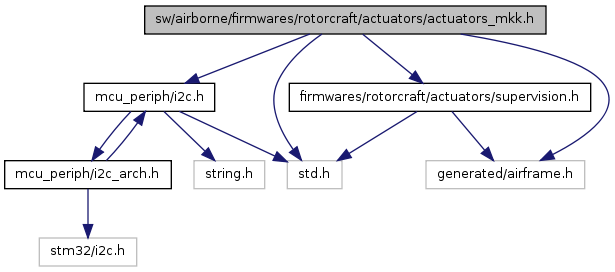 sw/airborne/firmwares/rotorcraft/actuators/actuators_mkk.h
mcu_periph/i2c.h
firmwares/rotorcraft/actuators/supervision.h
mcu_periph/i2c_arch.h
string.h
std.h
generated/airframe.h
stm32/i2c.h